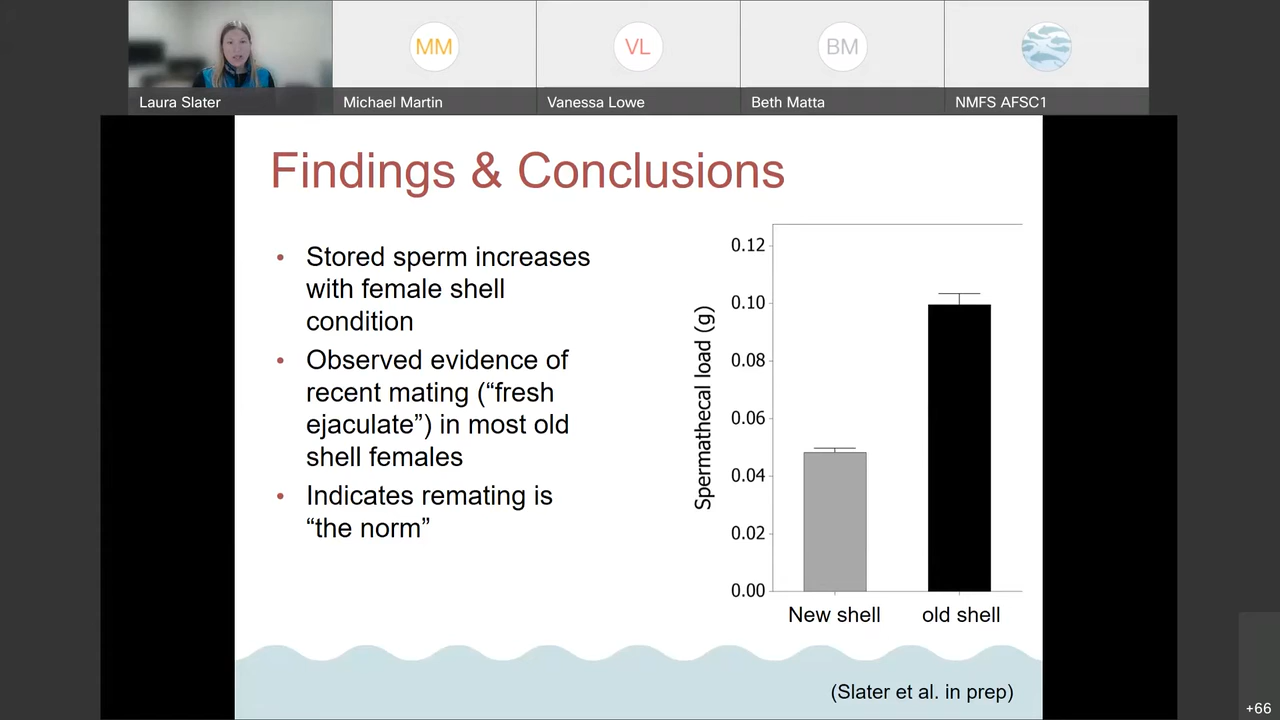 MM
VL
BM
Laura Slater
Michael Martin
Vanessa Lowe
Beth Matta
NMFS AFSC1
Findings & Conclusions
• Stored sperm increases
with female shell
condition
• Observed evidence of
recent mating (“fresh
ejaculate”) in most old
shell females
• Indicates remating is
“the norm”
Spermathecal load (g)
0.12
0.10
0.08
0.06
0.04
0.02
0.00
New shell
old shell
(Slater et al. in prep)
+66